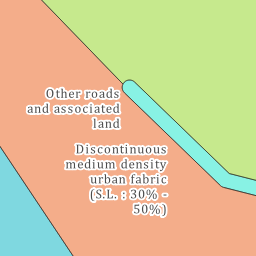 Other roads
and associated
land
Discontinuous
medium density
urban fabric
(S.L. : 30% -
50%)